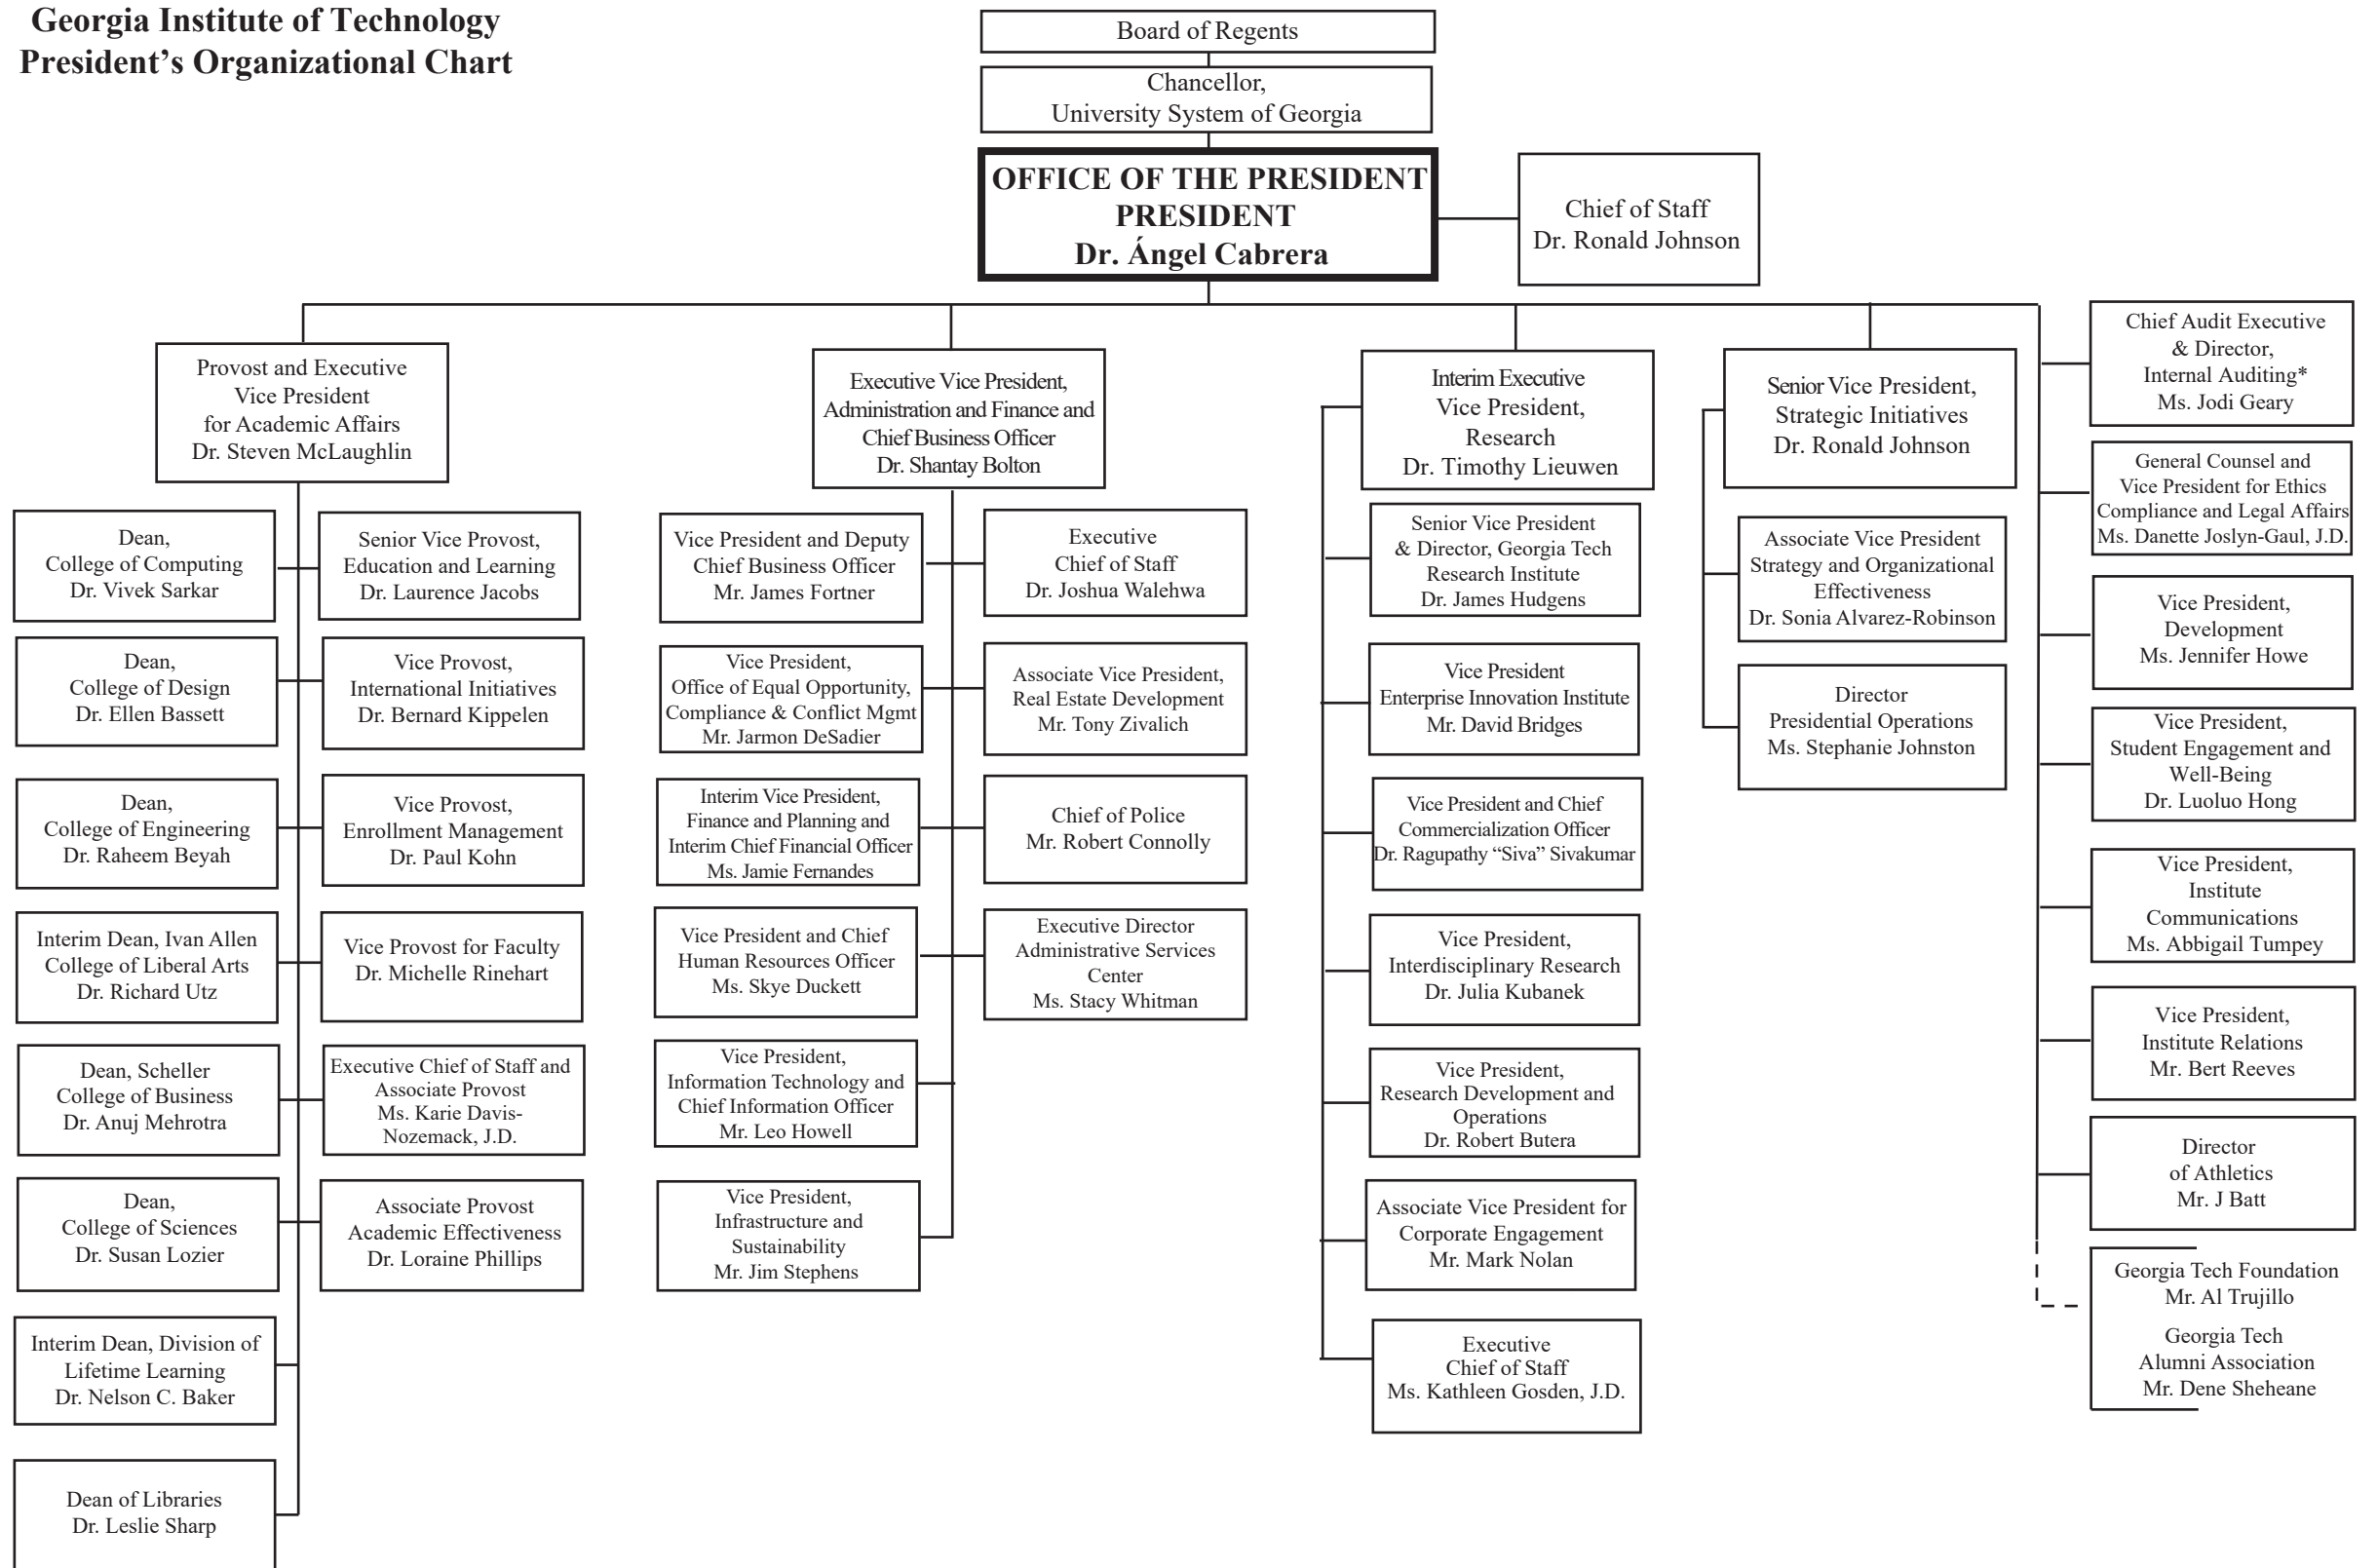 Georgia Institute of Technology
President’s Organizational Chart
Board of Regents
Chancellor,
University System of Georgia
OFFICE OF THE PRESIDENT
PRESIDENT
Dr. Ángel Cabrera
Chief of Staff
Dr. Ronald Johnson
Provost and Executive
Vice President
for Academic Affairs
Dr. Steven McLaughlin
Dean,
College of Computing
Dr. Vivek Sarkar
Senior Vice Provost,
Education and Learning
Dr. Laurence Jacobs
Dean,
College of Design
Dr. Ellen Bassett
Vice Provost,
International Initiatives
Dr. Bernard Kippelen
Dean,
College of Engineering
Dr. Raheem Beyah
Vice Provost,
Enrollment Management
Dr. Paul Kohn
Interim Dean, Ivan Allen
College of Liberal Arts
Dr. Richard Utz
Vice Provost for Faculty
Dr. Michelle Rinehart
Dean, Scheller
College of Business
Dr. Anuj Mehrotra
Executive Chief of Staff and
Associate Provost
Ms. Karie Davis-
Nozemack, J.D.
Dean,
College of Sciences
Dr. Susan Lozier
Associate Provost
Academic Effectiveness
Dr. Loraine Phillips
Interim Dean, Division of
Lifetime Learning
Dr. Nelson C. Baker
Dean of Libraries
Dr. Leslie Sharp
Executive Vice President,
Administration and Finance and
Chief Business Officer
Dr. Shantay Bolton
Vice President and Deputy
Chief Business Officer
Mr. James Fortner
Executive
Chief of Staff
Dr. Joshua Walehwa
Vice President,
Office of Equal Opportunity,
Compliance & Conflict Mgmt
Mr. Jarmon DeSadier
Associate Vice President,
Real Estate Development
Mr. Tony Zivalich
Interim Vice President,
Finance and Planning and
Interim Chief Financial Officer
Ms. Jamie Fernandes
Chief of Police
Mr. Robert Connolly
Vice President and Chief
Human Resources Officer
Ms. Skye Duckett
Executive Director
Administrative Services
Center
Ms. Stacy Whitman
Vice President,
Information Technology and
Chief Information Officer
Mr. Leo Howell
Vice President,
Infrastructure and
Sustainability
Mr. Jim Stephens
Interim Executive
Vice President,
Research
Dr. Timothy Lieuwen
Senior Vice President
& Director, Georgia Tech
Research Institute
Dr. James Hudgens
Vice President
Enterprise Innovation Institute
Mr. David Bridges
Vice President and Chief
Commercialization Officer
Dr. Ragupathy “Siva” Sivakumar
Vice President,
Interdisciplinary Research
Dr. Julia Kubanek
Vice President,
Research Development and
Operations
Dr. Robert Butera
Associate Vice President for
Corporate Engagement
Mr. Mark Nolan
Executive
Chief of Staff
Ms. Kathleen Gosden, J.D.
Senior Vice President,
Strategic Initiatives
Dr. Ronald Johnson
Associate Vice President
Strategy and Organizational
Effectiveness
Dr. Sonia Alvarez-Robinson
Director
Presidential Operations
Ms. Stephanie Johnston
Chief Audit Executive
& Director,
Internal Auditing*
Ms. Jodi Geary
General Counsel and
Vice President for Ethics
Compliance and Legal Affairs
Ms. Danette Joslyn-Gaul, J.D.
Vice President,
Development
Ms. Jennifer Howe
Vice President,
Student Engagement and
Well-Being
Dr. Luoluo Hong
Vice President,
Institute
Communications
Ms. Abbigail Tumpey
Vice President,
Institute Relations
Mr. Bert Reeves
Director
of Athletics
Mr. J Batt
Georgia Tech Foundation
Mr. Al Trujillo
Georgia Tech
Alumni Association
Mr. Dene Sheheane